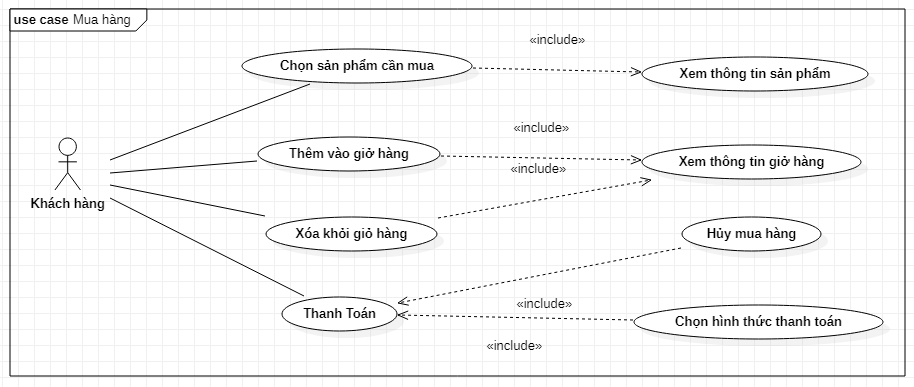 use case Mua hàng
«include»
Chọn sản phẩm cần mua
Xem thông tin sản phẩm
«include»
Thêm vào giở hàng
Xem thông tin giở hàng
«include»
Khách hàng
Xóa khỏi giỏ hàng
Hủy mua hàng
«include»
Thanh Toán
Chọn hình thức thanh toán
«include»